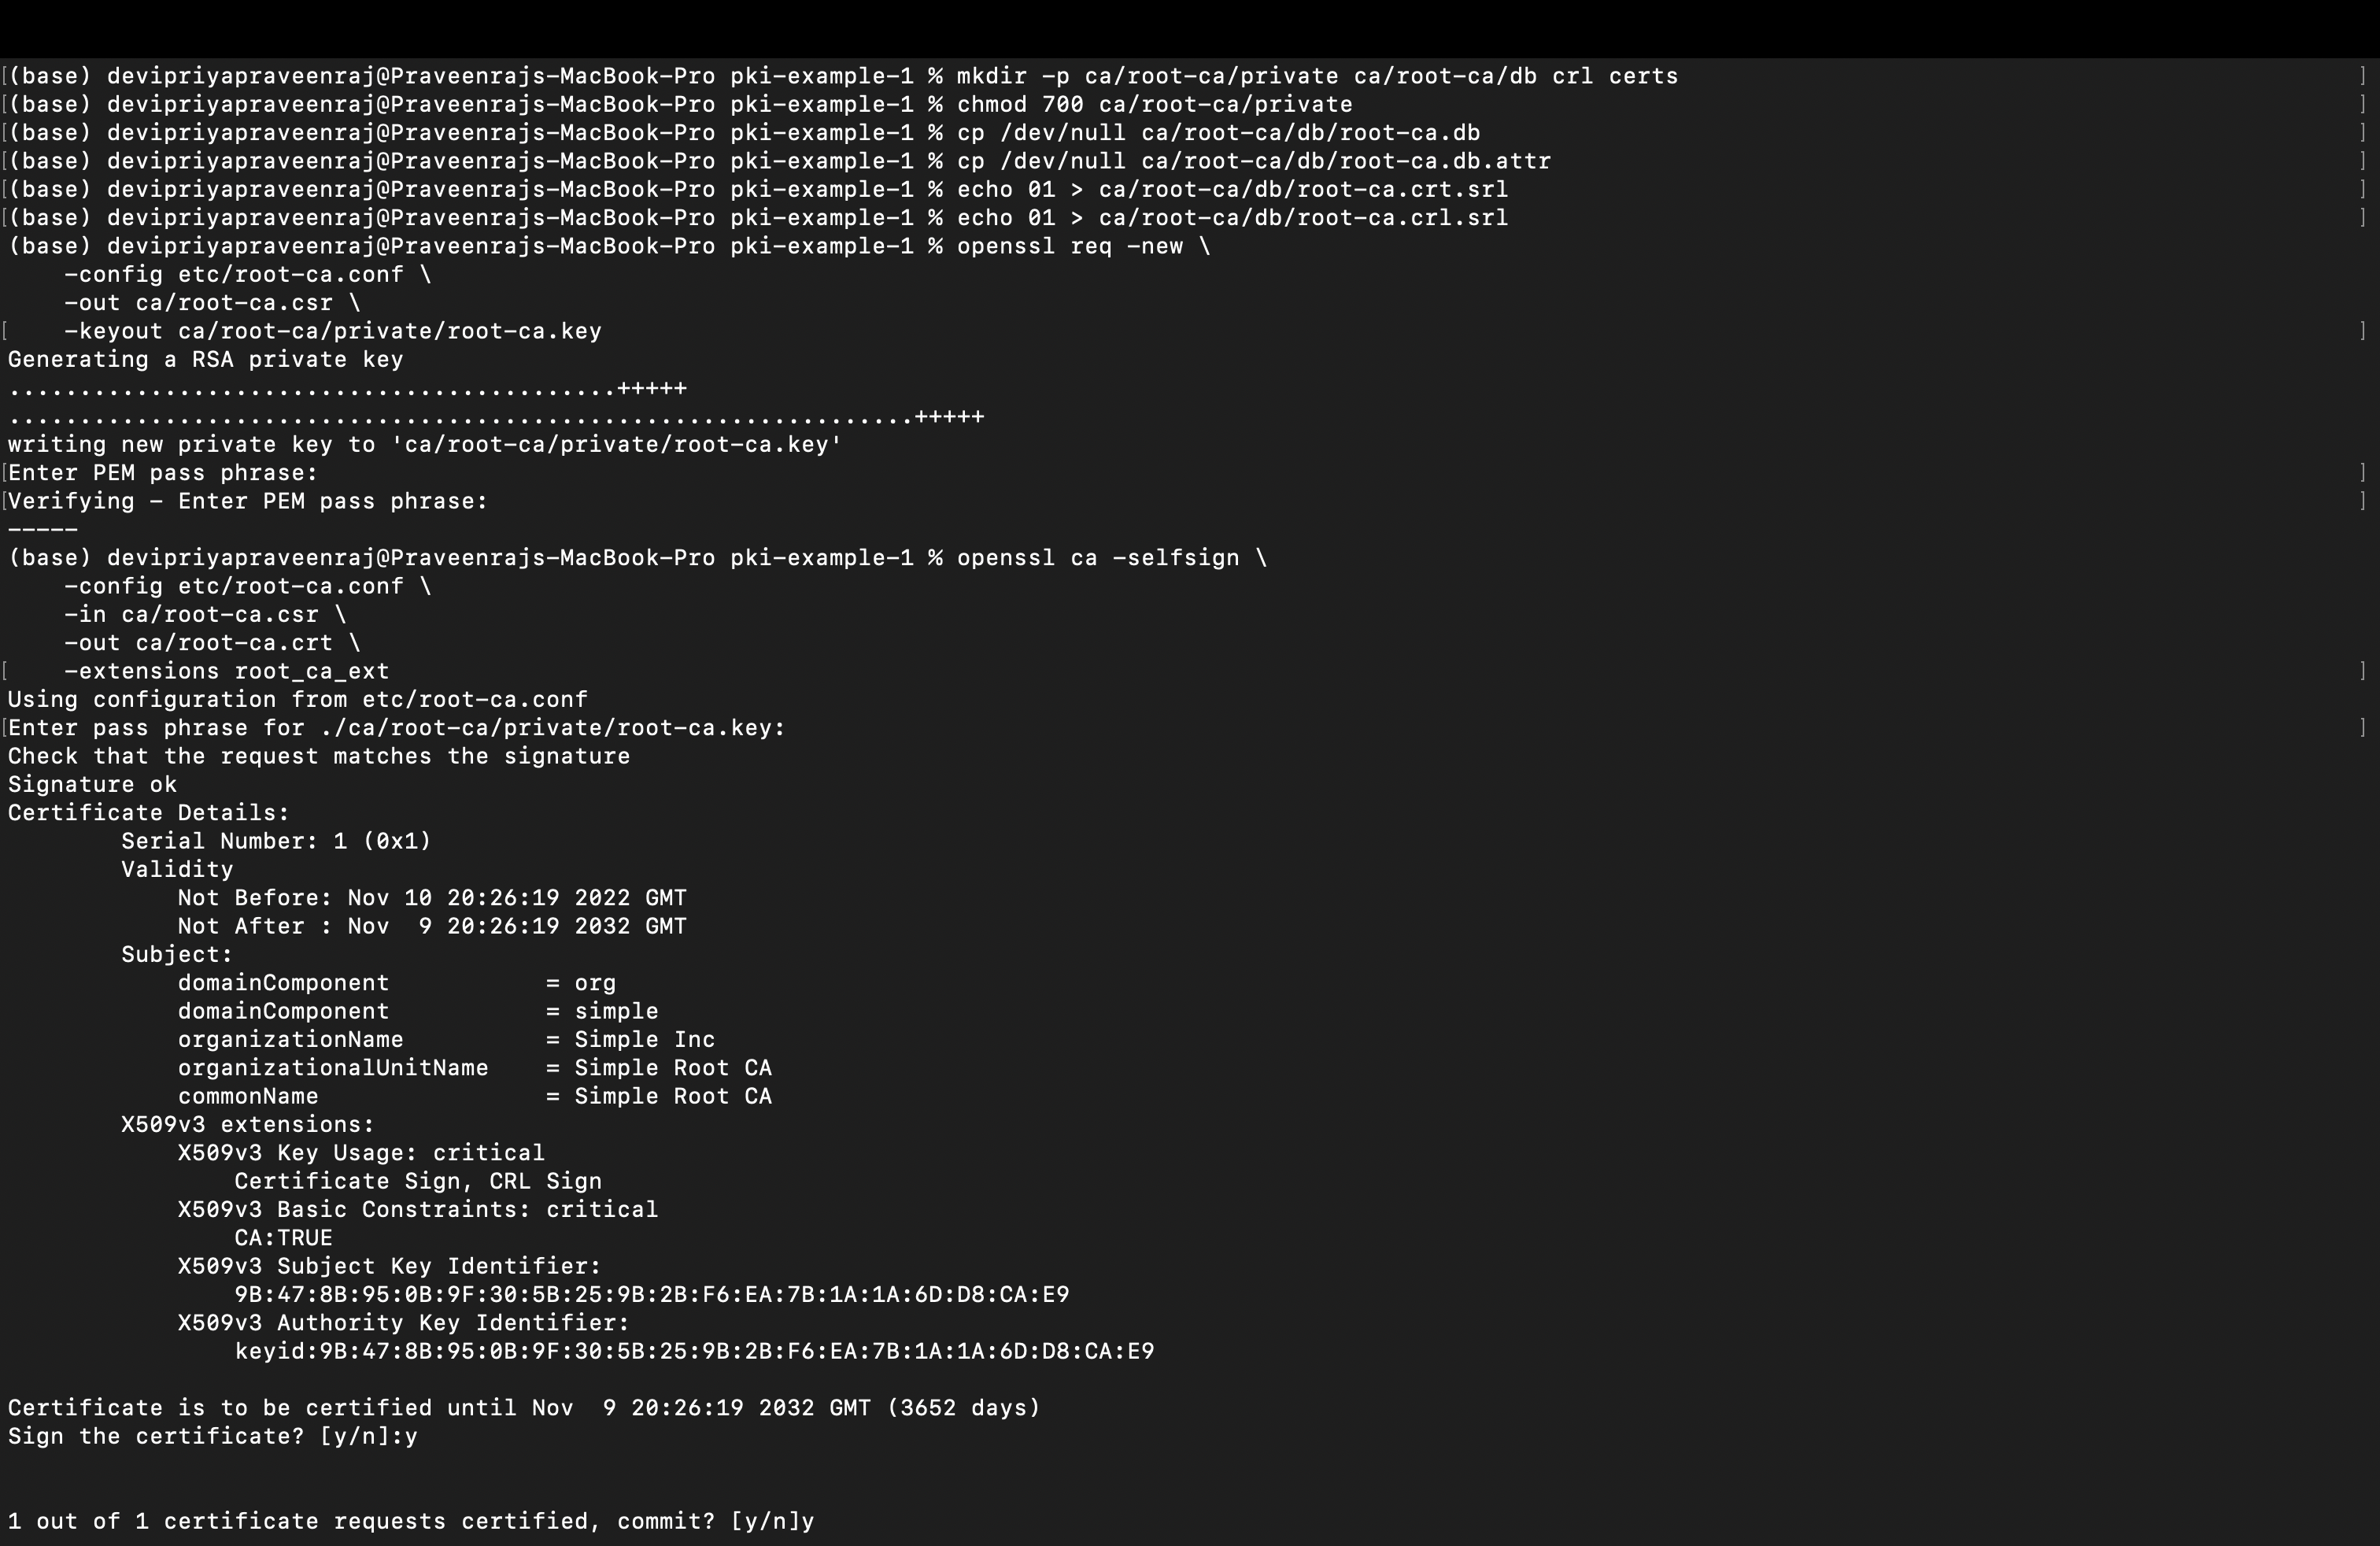 [(base) devipriyapraveenraj@Praveenrajs-MacBook-Pro pki-example-1 % mkdir -p ca/root-ca/private ca/root-ca/db crl certs ]
[(base) devipriyapraveenraj@Praveenrajs-MacBook-Pro pki-example-1 % chmod 700 ca/root-ca/private ]
[(base) devipriyapraveenraj@Praveenrajs-MacBook-Pro pki-example-1 % cp /dev/null ca/root-ca/db/root-ca.db ]
[(base) devipriyapraveenraj@Praveenrajs-MacBook-Pro pki-example-1 % cp /dev/null ca/root-ca/db/root-ca.db.attr ]
[(base) devipriyapraveenraj@Praveenrajs-MacBook-Pro pki-example-1 % echo 01 > ca/root-ca/db/root-ca.crt.srl ]
[(base) devipriyapraveenraj@Praveenrajs-MacBook-Pro pki-example-1 % echo 01 > ca/root-ca/db/root-ca.crl.srl ]
(base) devipriyapraveenraj@Praveenrajs-MacBook-Pro pki-example-1 % openssl req -new \
    -config etc/root-ca.conf \
    -out ca/root-ca.csr \
[    -keyout ca/root-ca/private/root-ca.key ]
Generating a RSA private key
...........................................+++++
................................................................+++++
writing new private key to 'ca/root-ca/private/root-ca.key'
[Enter PEM pass phrase: ]
[Verifying - Enter PEM pass phrase: ]
-----
(base) devipriyapraveenraj@Praveenrajs-MacBook-Pro pki-example-1 % openssl ca -selfsign \
    -config etc/root-ca.conf \
    -in ca/root-ca.csr \
    -out ca/root-ca.crt \
[    -extensions root_ca_ext ]
Using configuration from etc/root-ca.conf
[Enter pass phrase for ./ca/root-ca/private/root-ca.key: ]
Check that the request matches the signature
Signature ok
Certificate Details:
        Serial Number: 1 (0x1)
        Validity
            Not Before: Nov 10 20:26:19 2022 GMT
            Not After : Nov  9 20:26:19 2032 GMT
        Subject:
            domainComponent           = org
            domainComponent           = simple
            organizationName          = Simple Inc
            organizationalUnitName    = Simple Root CA
            commonName                = Simple Root CA
        X509v3 extensions:
            X509v3 Key Usage: critical
                Certificate Sign, CRL Sign
            X509v3 Basic Constraints: critical
                CA:TRUE
            X509v3 Subject Key Identifier:
                9B:47:8B:95:0B:9F:30:5B:25:9B:2B:F6:EA:7B:1A:1A:6D:D8:CA:E9
            X509v3 Authority Key Identifier:
                keyid:9B:47:8B:95:0B:9F:30:5B:25:9B:2B:F6:EA:7B:1A:1A:6D:D8:CA:E9
Certificate is to be certified until Nov  9 20:26:19 2032 GMT (3652 days)
Sign the certificate? [y/n]:y
1 out of 1 certificate requests certified, commit? [y/n]y